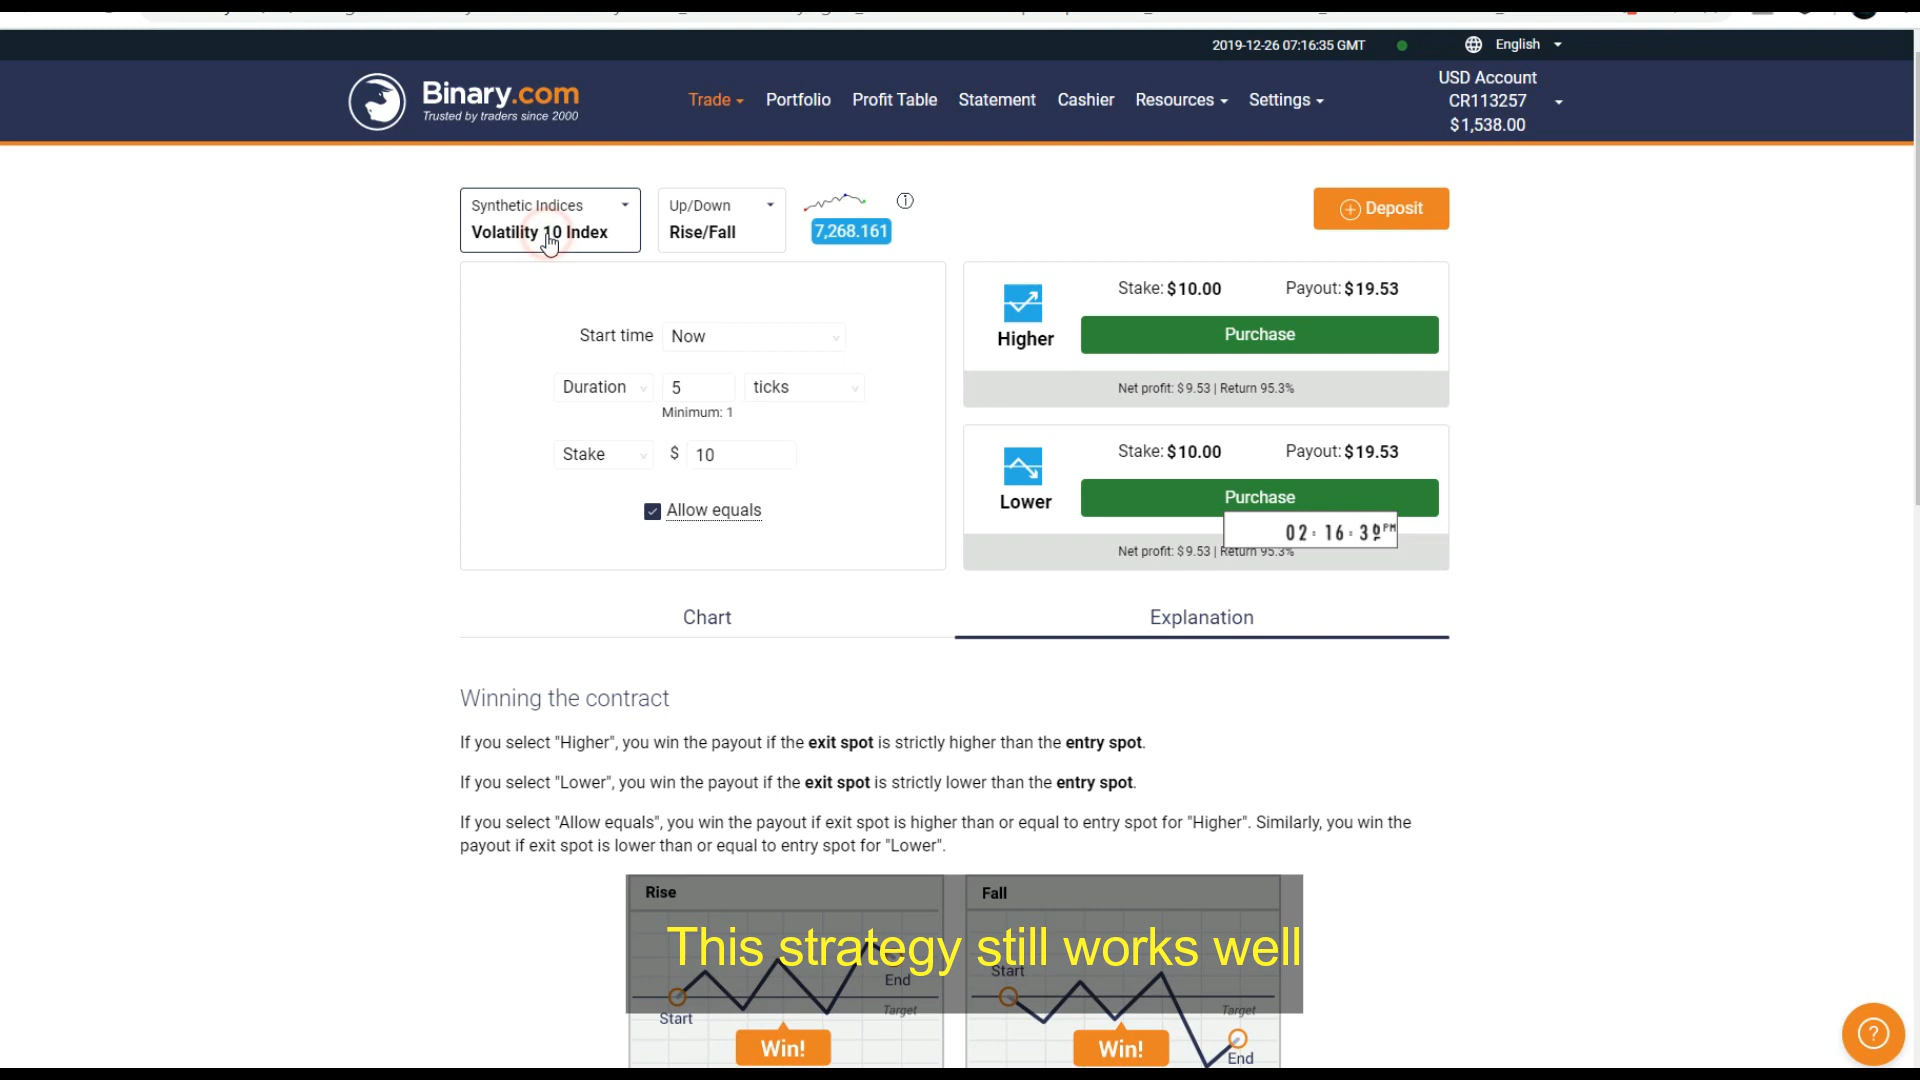 2019-12-26 07:16:35 GMT
English
Binary.com
Trusted by traders since 2000
Trade
Portfolio
Profit Table
Statement
Cashier
Resources
Settings
USD Account
CR113257
$1,538.00
Synthetic Indices
Volatility 10 Index
Up/Down
Rise/Fall
7,268.161
Deposit
Start time Now
Duration 5 ticks
Minimum: 1
Stake $ 10
Allow equals
Higher
Stake: $10.00 Payout: $19.53
Purchase
Net profit: $9.53 | Return 95.3%
Lower
Stake: $10.00 Payout: $19.53
Purchase
Net profit: $9.53 | Return 95.3%
Chart
Explanation
Winning the contract
If you select "Higher", you win the payout if the exit spot is strictly higher than the entry spot.
If you select "Lower", you win the payout if the exit spot is strictly lower than the entry spot.
If you select "Allow equals", you win the payout if exit spot is higher than or equal to entry spot for "Higher". Similarly, you win the
payout if exit spot is lower than or equal to entry spot for "Lower".
Rise
Fall
This strategy still works well
Start
End
Target
Win!
Start
End
Target
Win!
?